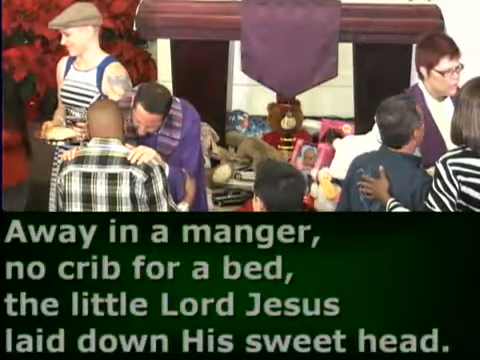 Away in a manger,
no crib for a bed,
the little Lord Jesus
laid down His sweet head.